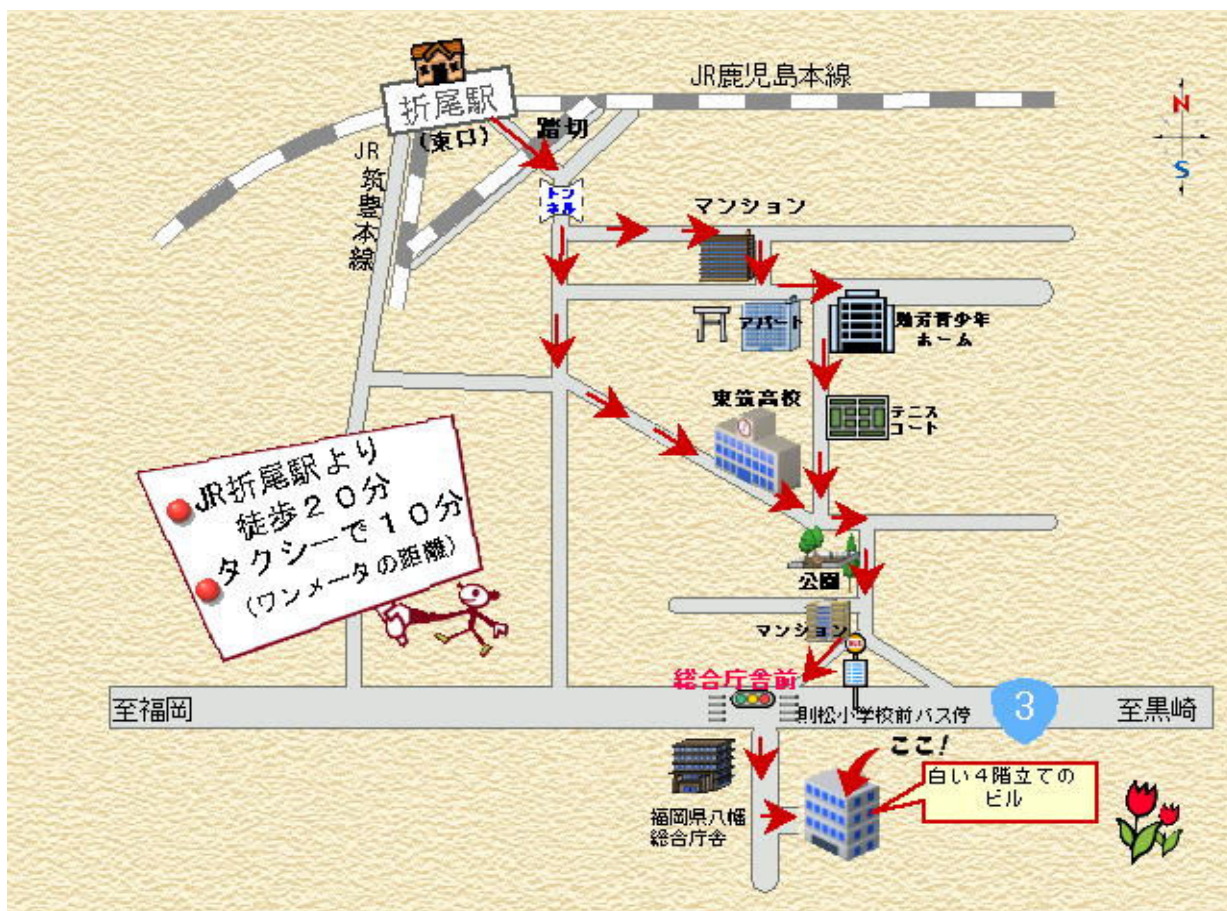 JR鹿児島本線
折尾駅
(東口)
踏切
N
S
JR
筑豊本線
トン
ネル
マンション
アパート
勤労青少年
ホーム
東筑高校
テニス
コート
JR折尾駅より
徒歩20分
タクシーで10分
(ワンメータの距離)
公園
マンション
総合庁舎前
至福岡
則松小学校前バス停
3
至黒崎
ここ!
白い4階立ての
ビル
福岡県八幡
総合庁舎